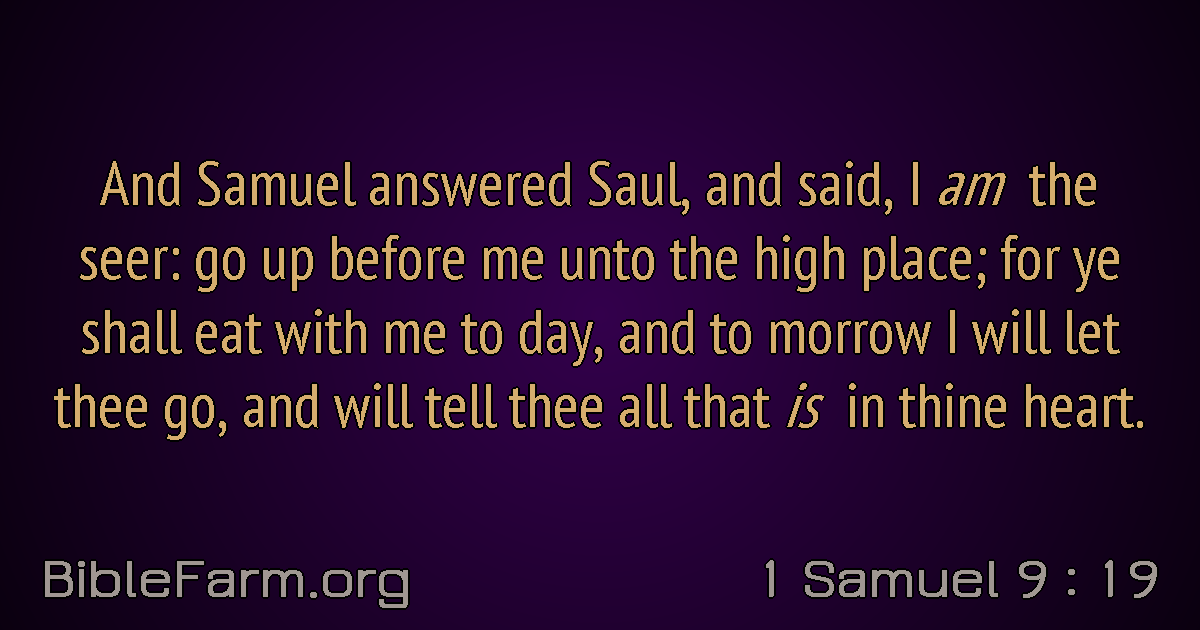 And Samuel answered Saul, and said, I am the
seer: go up before me unto the high place; for ye
shall eat with me to day, and to morrow I will let
thee go, and will tell thee all that is in thine heart.
BibleFarm.org
1 Samuel 9 : 19